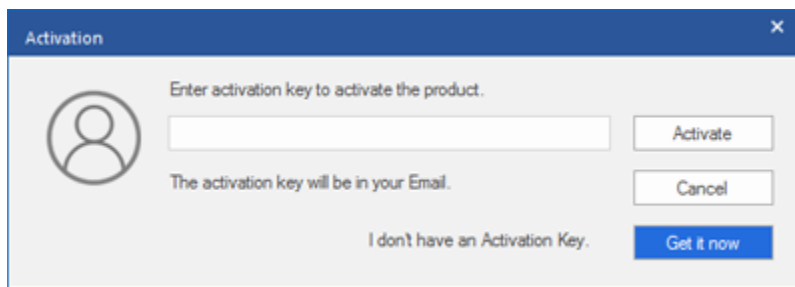 Activation
×
Enter activation key to activate the product.
Activate
The activation key will be in your Email.
Cancel
I don't have an Activation Key.
Get it now